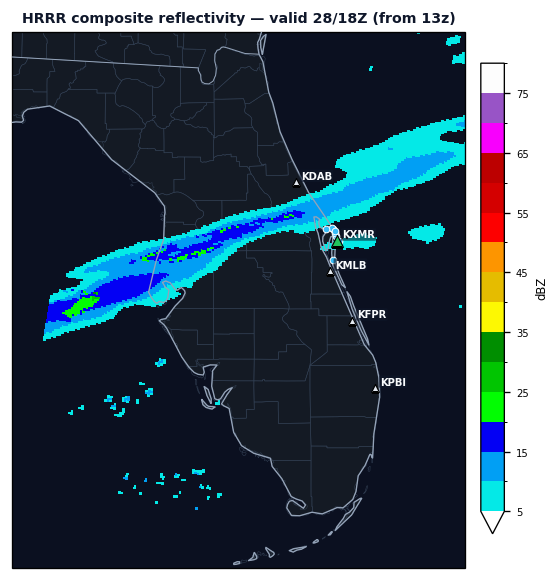 HRRR composite reflectivity — valid 28/18Z (from 13z)
KDAB
KXMR
KMLB
KFPR
KPBI
75
65
55
45
35
25
15
5
dBZ